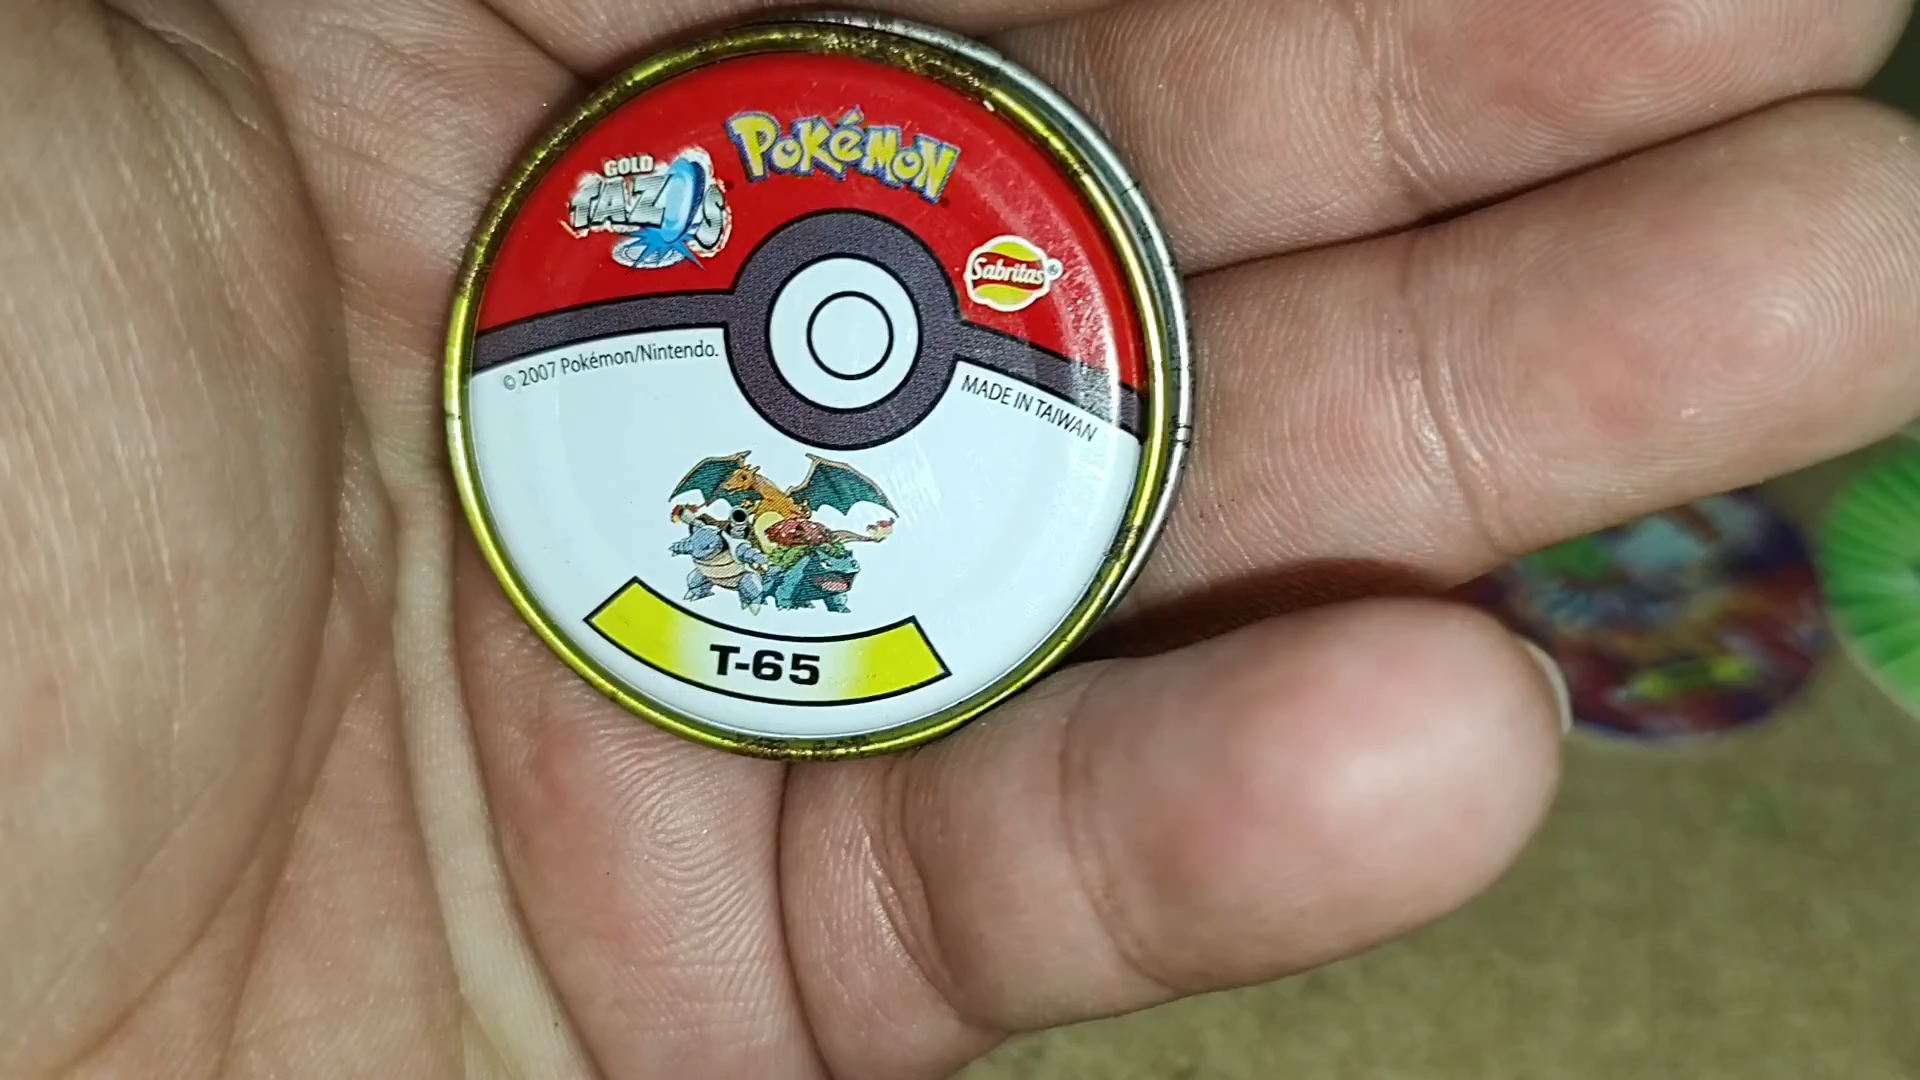 POKéMON
GOLD
TAZOS
Sabritas®
© 2007 Pokémon/Nintendo.
MADE IN TAIWAN
T-65